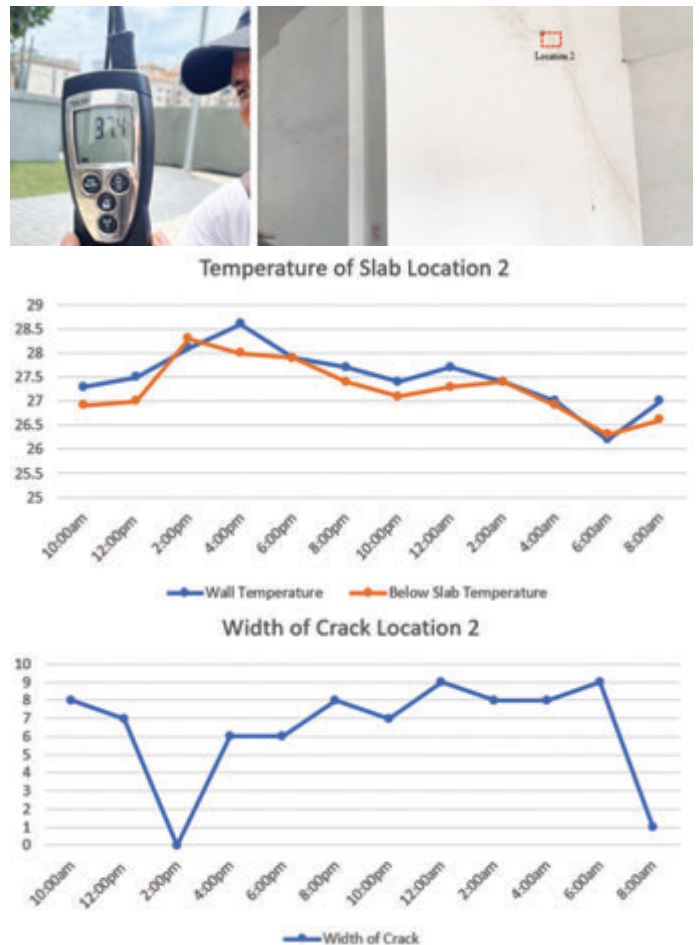 37.4
Location 2
Temperature of Slab Location 2
29
28.5
28
27.5
27
26.5
26
25.5
25
10:00am
12:00pm
2:00pm
4:00pm
6:00pm
8:00pm
10:00pm
12:00am
2:00am
4:00am
6:00am
8:00am
Wall Temperature
Below Slab Temperature
Width of Crack Location 2
10
9
8
7
6
5
4
3
2
1
0
10:00am
12:00pm
2:00pm
4:00pm
6:00pm
8:00pm
10:00pm
12:00am
2:00am
4:00am
6:00am
8:00am
Width of Crack